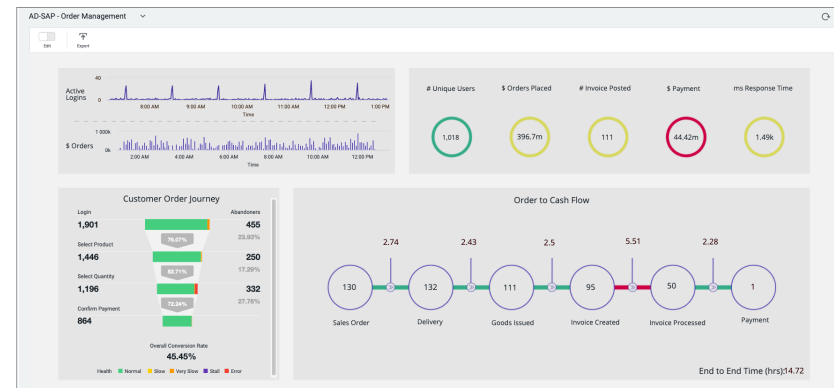 AD-SAP - Order Management
Edit
Export
Active Logins
40
0
8:00 AM 9:00 AM 10:00 AM 11:00 AM 12:00 PM 1:00 PM
Time
$ Orders
1 000k
0k
2:00 AM 4:00 AM 6:00 AM 8:00 AM 10:00 AM 12:00 PM
Time
# Unique Users $ Orders Placed # Invoice Posted $ Payment ms Response Time
1,018 396.7m 111 44.42m 1.49k
Customer Order Journey
Login Abandoners
1,901 455
76.07% 23.93%
Select Product
1,446 250
82.71% 17.29%
Select Quantity
1,196 332
72.24% 27.76%
Confirm Payment
864
Overall Conversion Rate
45.45%
Health Normal Slow Very Slow Stall Error
Order to Cash Flow
2.74 2.43 2.5 5.51 2.28
130 132 111 95 50 1
Sales Order Delivery Goods Issued Invoice Created Invoice Processed Payment
End to End Time (hrs):14.72